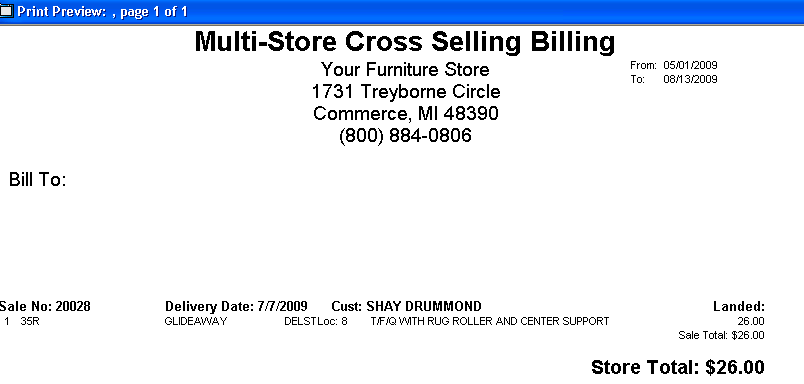 Print Preview: , page 1 of 1
Multi-Store Cross Selling Billing
Your Furniture Store
From: 05/01/2009
1731 Treyborne Circle
To: 08/13/2009
Commerce, MI 48390
(800) 884-0806
Bill To:
Sale No: 20028 Delivery Date: 7/7/2009 Cust: SHAY DRUMMOND Landed:
1 35R GLIDEAWAY DELSTLoc: 8 T/F/Q WITH RUG ROLLER AND CENTER SUPPORT 26.00
Sale Total: $26.00
Store Total: $26.00